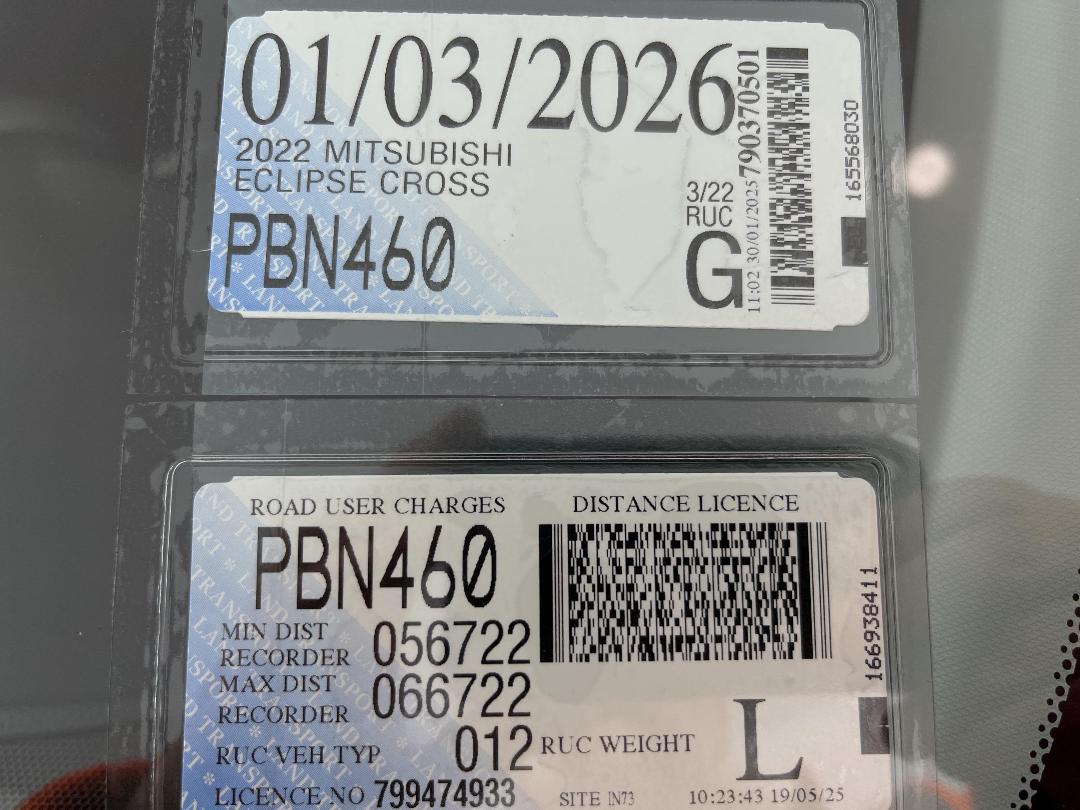 01/03/2026
2022 MITSUBISHI
ECLIPSE CROSS
PBN460
3/22
RUC
G
11:02 30/01/2025 790370501
165568030
ROAD USER CHARGES DISTANCE LICENCE
PBN460
MIN DIST
RECORDER 056722
MAX DIST
RECORDER 066722
RUC VEH TYP 012 RUC WEIGHT L
LICENCE NO 799474933 SITE IN73 10:23:43 19/05/25
166938411